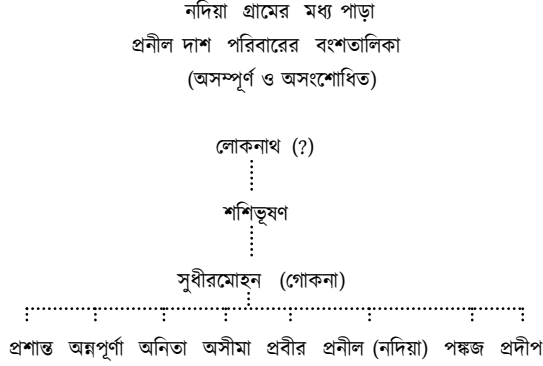 নদিয়া গ্রামের মধ্য পাড়া
প্রনীল দাশ পরিবারের বংশতালিকা
(অসম্পূর্ণ ও অসংশোধিত)
লোকনাথ (?)
শশিভূষণ
সুধীরমোহন (গোকনা)
প্রশান্ত অন্নপূর্ণা অনিতা অসীমা প্রবীর প্রনীল (নদিয়া) পঙ্কজ প্রদীপ